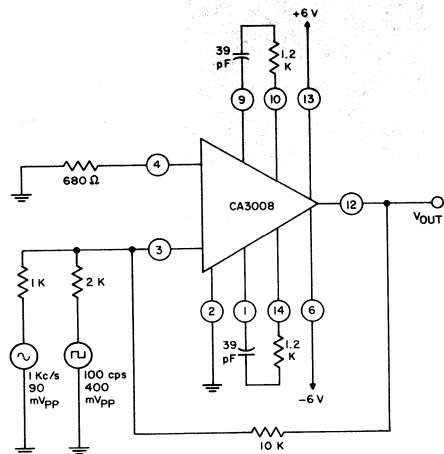 +6 V
39
pF
1.2
K
9
10
13
4
680 Ω
CA3008
12
VOUT
3
1 K
2 K
2
1
14
6
39
pF
1.2
K
1 Kc/s
90
mVPP
100 cps
400
mVPP
-6 V
10 K